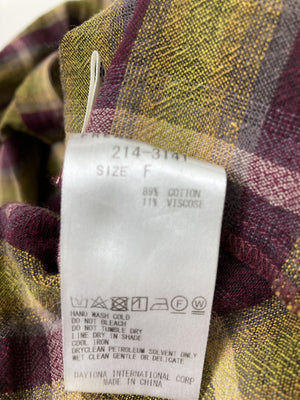 214-3141
SIZE F
89% COTTON
11% VISCOSE
HAND WASH COLD
DO NOT BLEACH
DO NOT TUMBLE DRY
LINE DRY IN SHADE
COOL IRON
DRYCLEAN PETROLEUM SOLVENT ONLY
WET CLEAN GENTLE OR DELICATE
DAYTONA INTERNATIONAL CORP
MADE IN CHINA